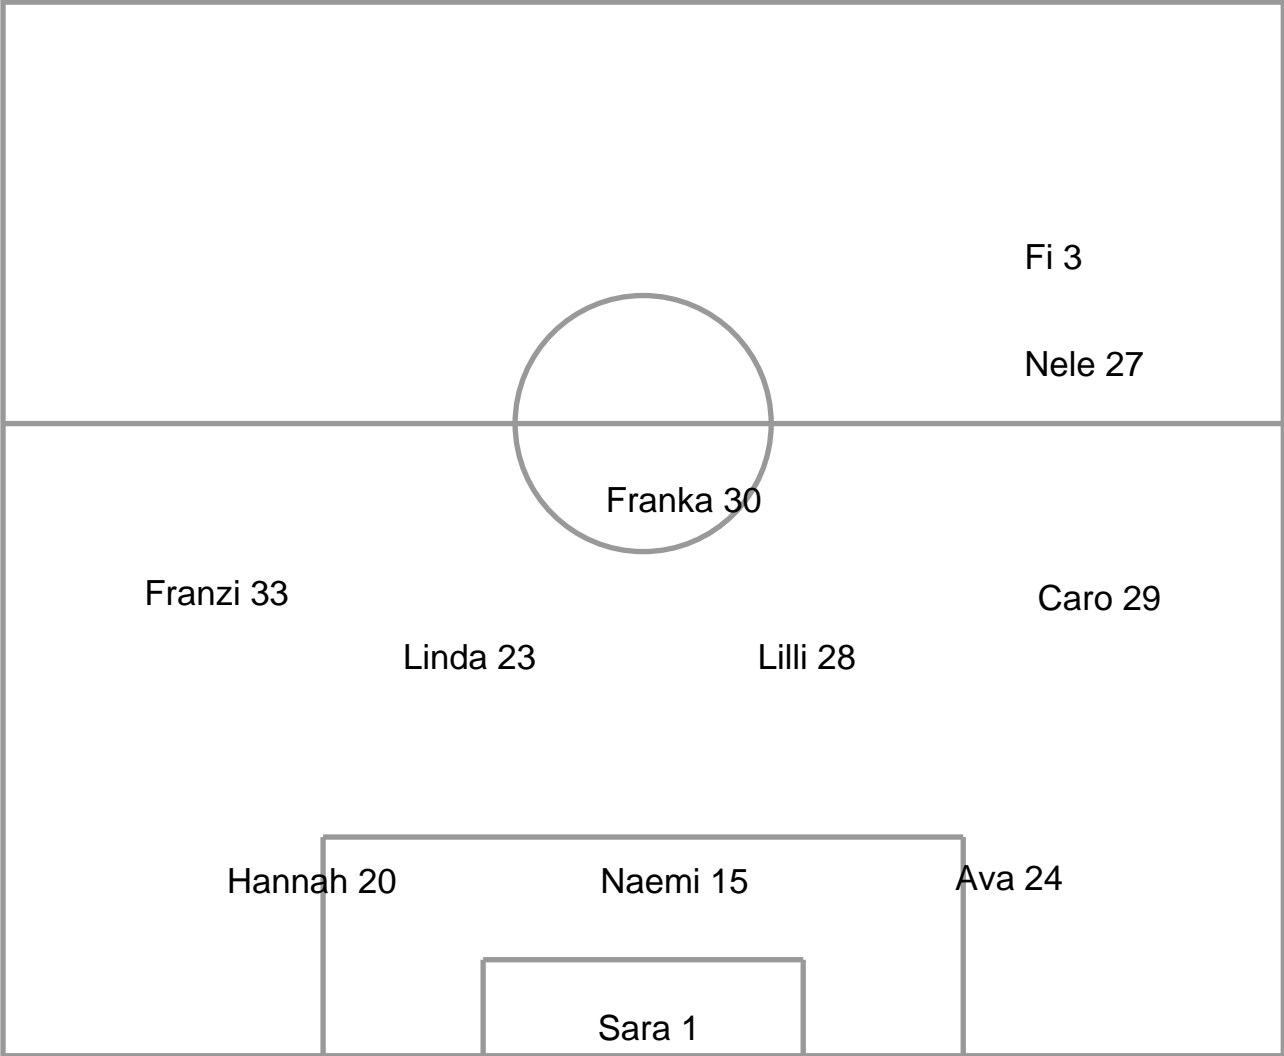 Fi 3
Nele 27
Franka 30
Franzi 33
Caro 29
Linda 23
Lilli 28
Hannah 20
Naemi 15
Ava 24
Sara 1